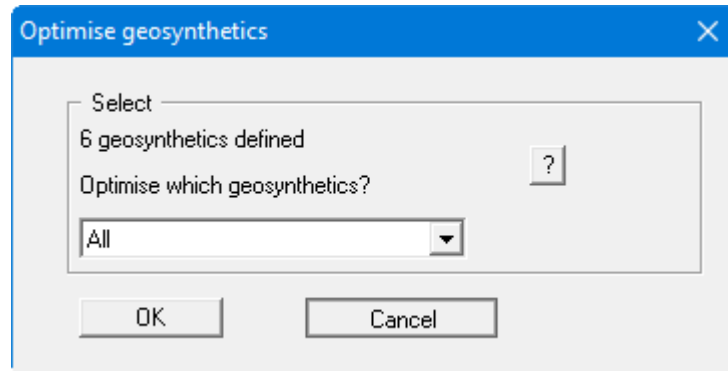 Optimise geosynthetics
Select
6 geosynthetics defined
?
Optimise which geosynthetics?
All
OK
Cancel